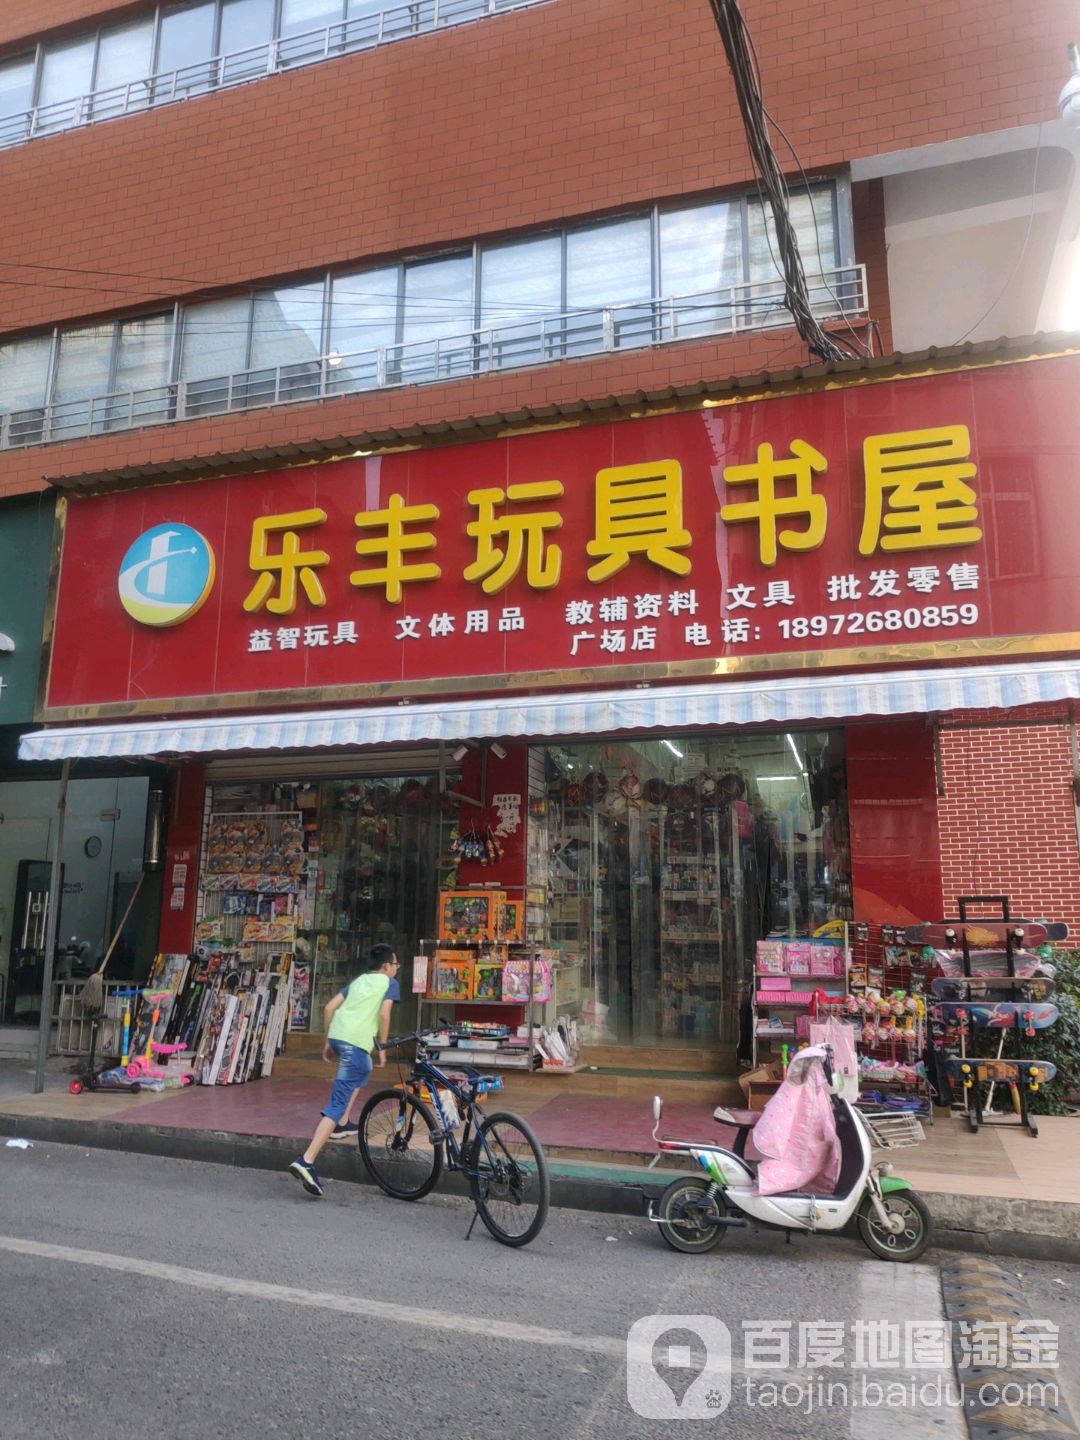 乐丰玩具书屋
益智玩具 文体用品 教辅资料 文具 批发零售
广场店 电话: 18972680859
百度地图淘金
taojin.baidu.com